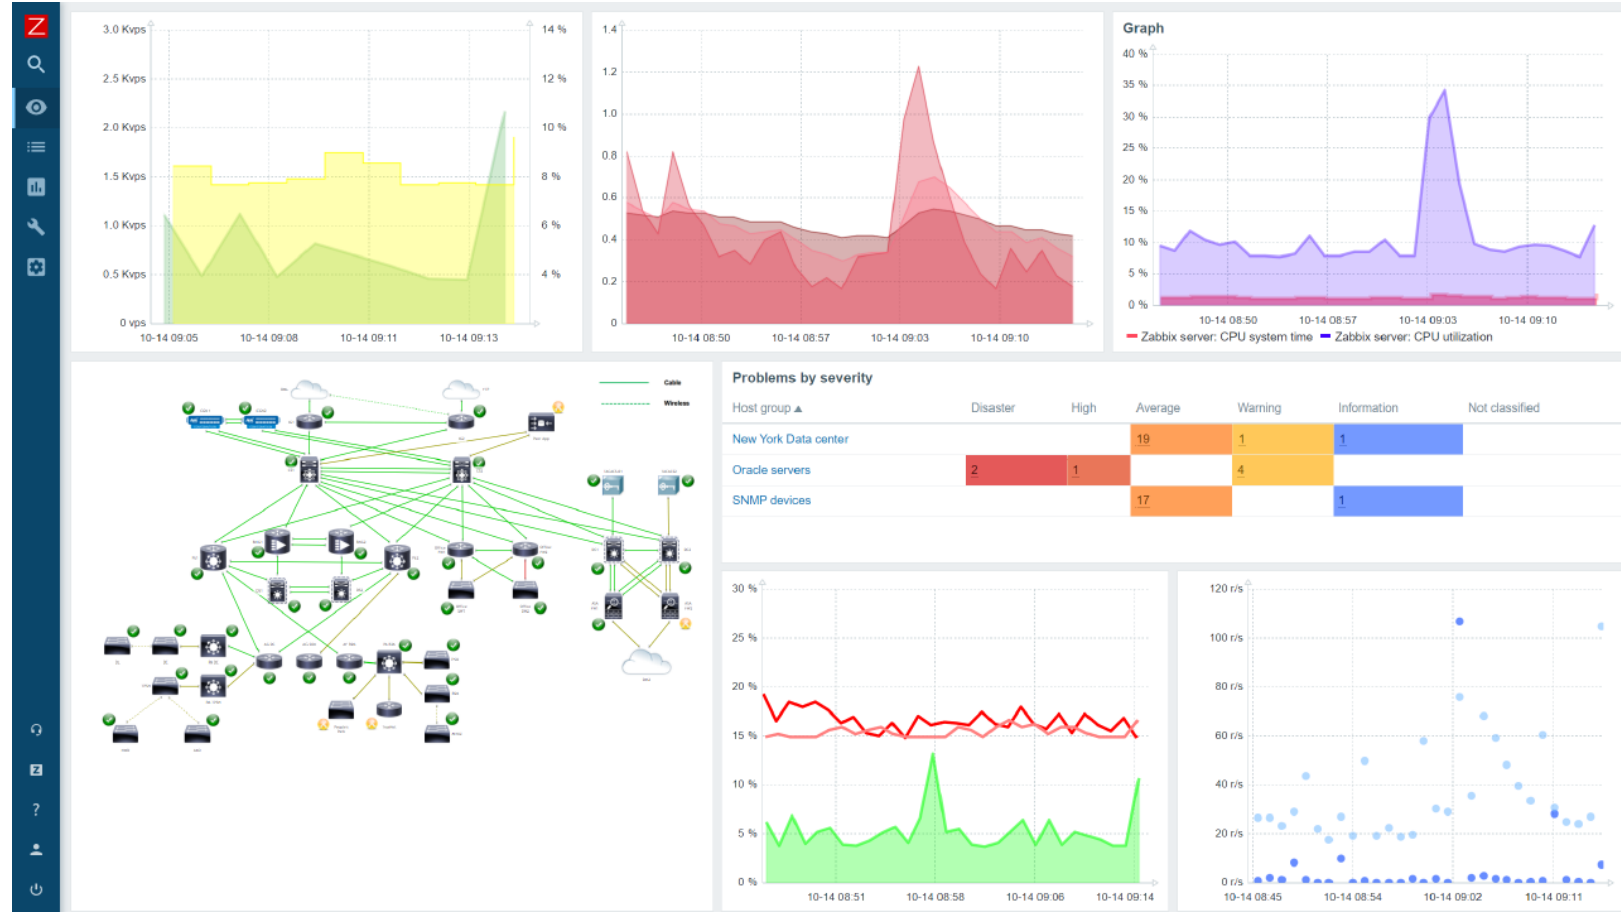 Z
3.0 Kvps
2.5 Kvps
2.0 Kvps
1.5 Kvps
1.0 Kvps
0.5 Kvps
0 vps
14 %
12 %
10 %
8 %
6 %
4 %
10-14 09:05 10-14 09:08 10-14 09:11 10-14 09:13
1.4
1.2
1.0
0.8
0.6
0.4
0.2
0
10-14 08:50 10-14 08:57 10-14 09:03 10-14 09:10
Graph
40 %
35 %
30 %
25 %
20 %
15 %
10 %
5 %
0 %
10-14 08:50 10-14 08:57 10-14 09:03 10-14 09:10
Zabbix server: CPU system time Zabbix server: CPU utilization
Cable
Wireless
Problems by severity
Host group ▲ Disaster High Average Warning Information Not classified
New York Data center 19 1 1
Oracle servers 2 1 4
SNMP devices 17 1
30 %
25 %
20 %
15 %
10 %
5 %
0 %
10-14 08:51 10-14 08:58 10-14 09:06 10-14 09:14
120 r/s
100 r/s
80 r/s
60 r/s
40 r/s
20 r/s
0 r/s
10-14 08:45 10-14 08:54 10-14 09:02 10-14 09:11
Z
?